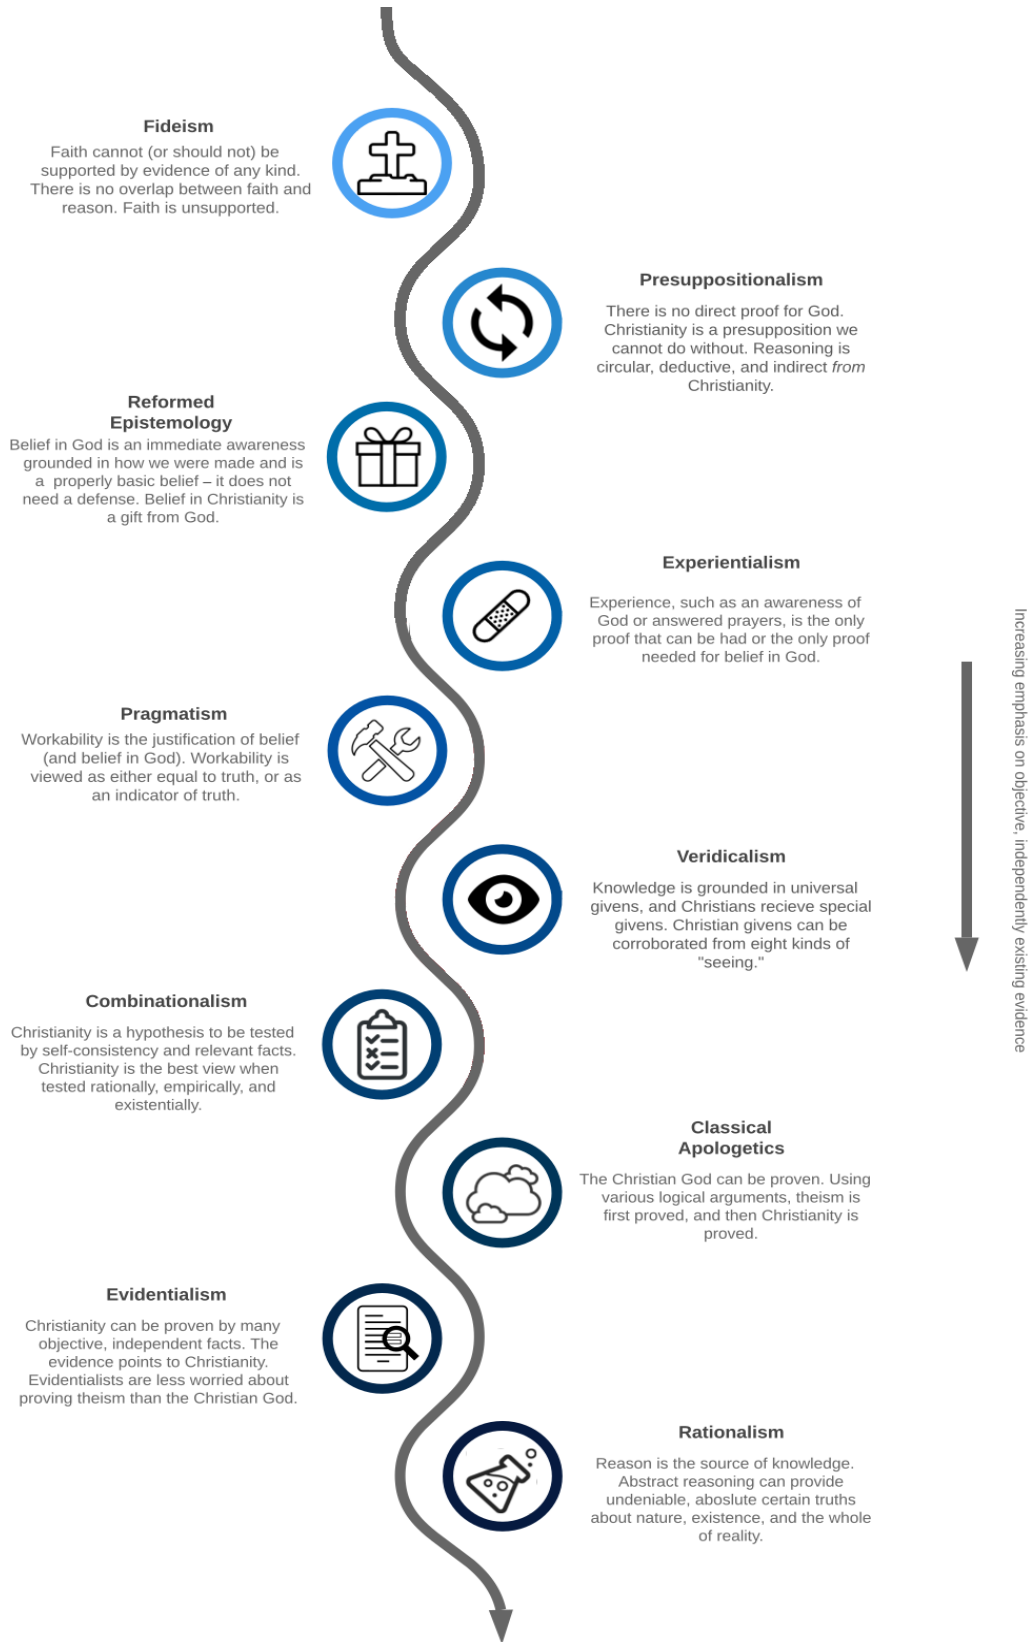 Fideism
Faith cannot (or should not) be
supported by evidence of any kind.
There is no overlap between faith and
reason. Faith is unsupported.
Presuppositionalism
There is no direct proof for God.
Christianity is a presupposition we
cannot do without. Reasoning is
circular, deductive, and indirect from
Christianity.
Reformed
Epistemology
Belief in God is an immediate awareness
grounded in how we were made and is
a properly basic belief – it does not
need a defense. Belief in Christianity is
a gift from God.
Experientialism
Experience, such as an awareness of
God or answered prayers, is the only
proof that can be had or the only proof
needed for belief in God.
Pragmatism
Workability is the justification of belief
(and belief in God). Workability is
viewed as either equal to truth, or as
an indicator of truth.
Veridicalism
Knowledge is grounded in universal
givens, and Christians recieve special
givens. Christian givens can be
corroborated from eight kinds of
"seeing."
Combinationalism
Christianity is a hypothesis to be tested
by self-consistency and relevant facts.
Christianity is the best view when
tested rationally, empirically, and
existentially.
Classical
Apologetics
The Christian God can be proven. Using
various logical arguments, theism is
first proved, and then Christianity is
proved.
Evidentialism
Christianity can be proven by many
objective, independent facts. The
evidence points to Christianity.
Evidentialists are less worried about
proving theism than the Christian God.
Rationalism
Reason is the source of knowledge.
Abstract reasoning can provide
undeniable, aboslute certain truths
about nature, existence, and the whole
of reality.
Increasing emphasis on objective, independently existing evidence